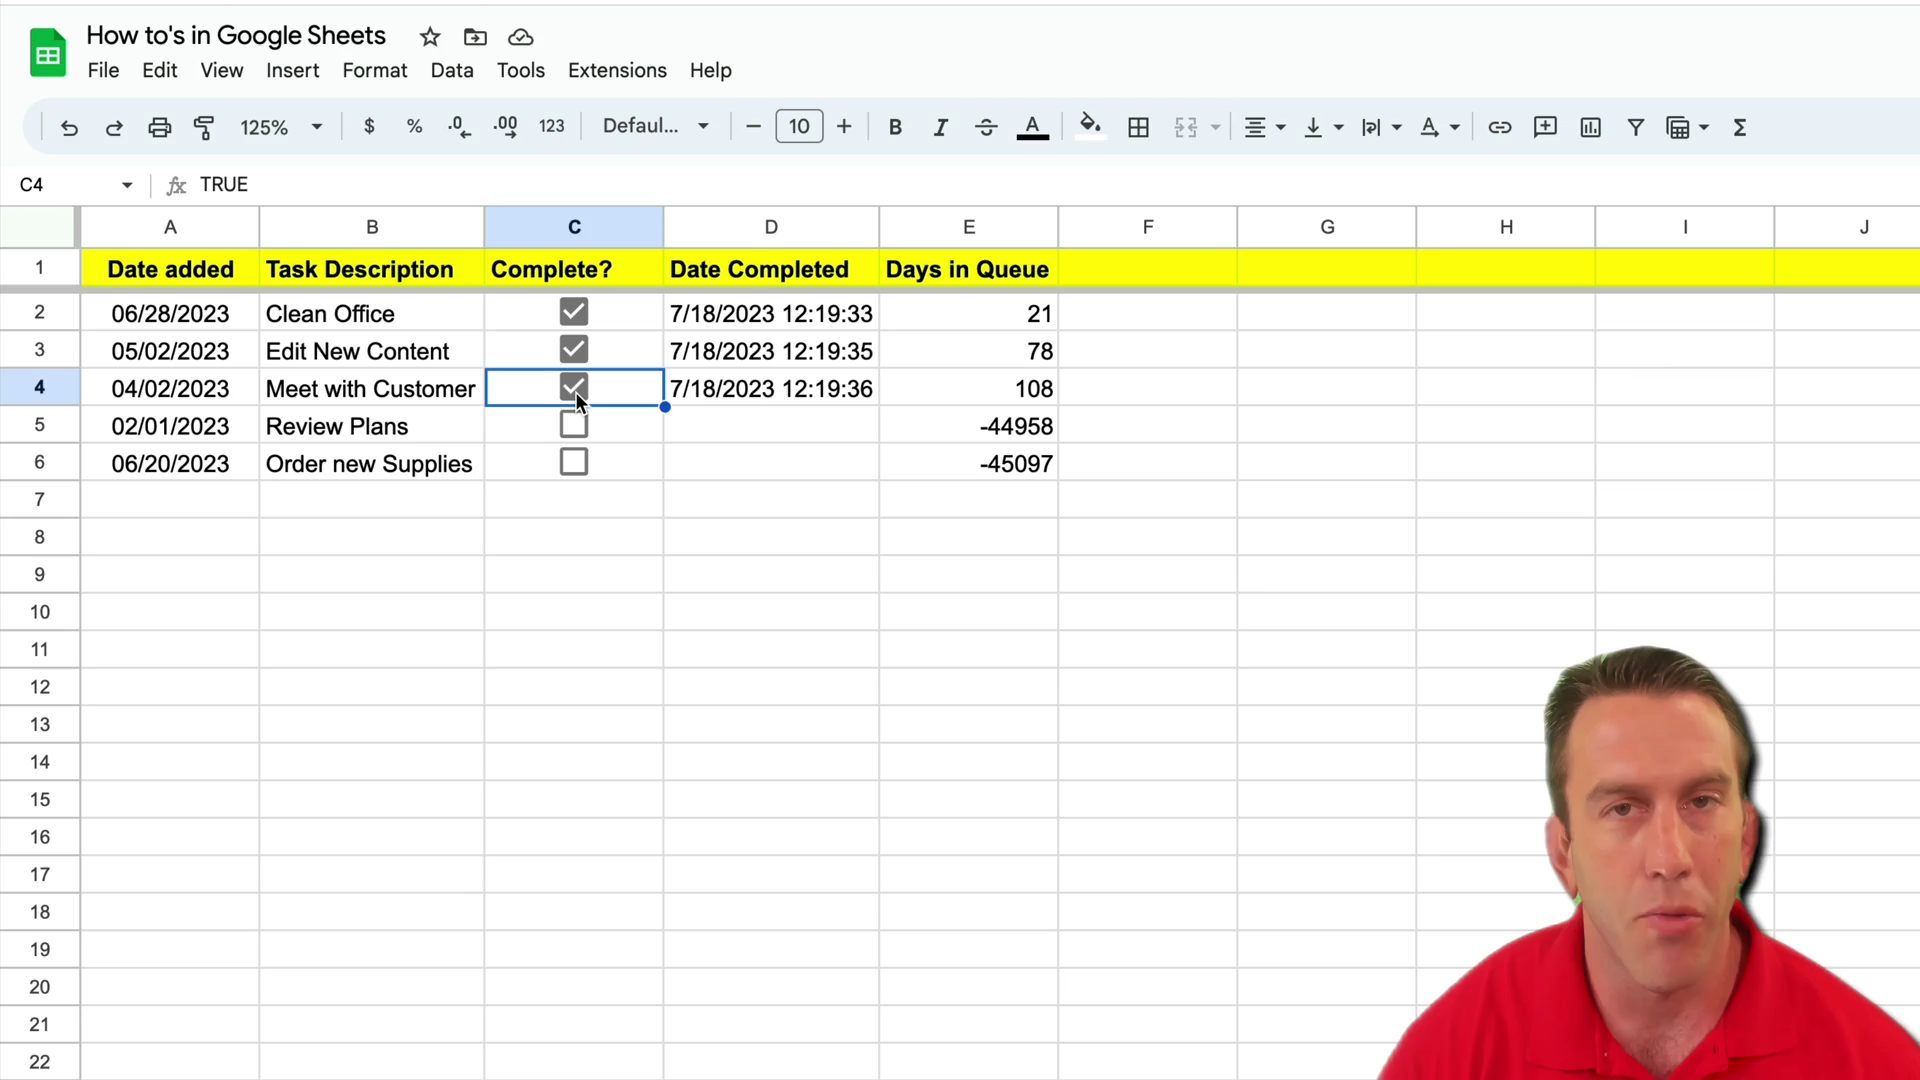 How to's in Google Sheets
File Edit View Insert Format Data Tools Extensions Help
125% $ % .0 .00 123 Defaul... 10 B I A A Σ
C4 fx TRUE
A B C D E F G H I J
1 Date added Task Description Complete? Date Completed Days in Queue
2 06/28/2023 Clean Office 7/18/2023 12:19:33 21
3 05/02/2023 Edit New Content 7/18/2023 12:19:35 78
4 04/02/2023 Meet with Customer 7/18/2023 12:19:36 108
5 02/01/2023 Review Plans -44958
6 06/20/2023 Order new Supplies -45097
7
8
9
10
11
12
13
14
15
16
17
18
19
20
21
22